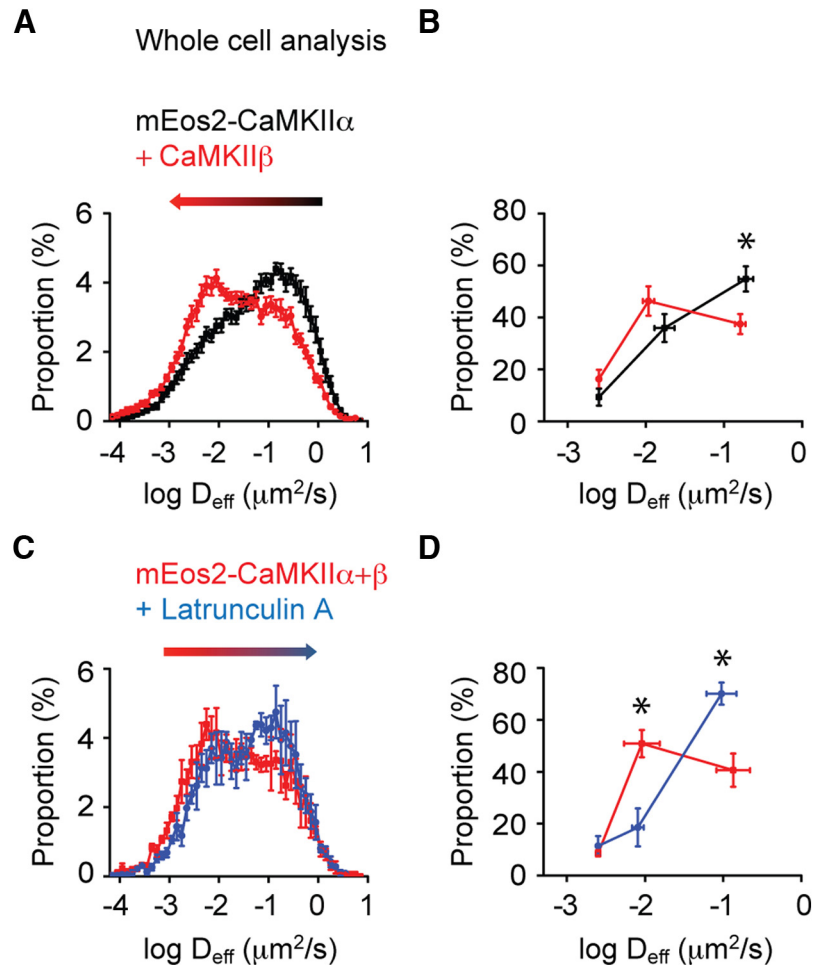 A
Whole cell analysis
mEos2-CaMKIIα
+ CaMKIIβ
Proportion (%)
6
4
2
0
-4 -3 -2 -1 0 1
log Deff (μm²/s)
B
Proportion (%)
80
60
40
20
0
*
-3 -2 -1 0
log Deff (μm²/s)
C
mEos2-CaMKIIα+β
+ Latrunculin A
Proportion (%)
6
4
2
0
-4 -3 -2 -1 0 1
log Deff (μm²/s)
D
Proportion (%)
80
60
40
20
0
*
*
-3 -2 -1 0
log Deff (μm²/s)